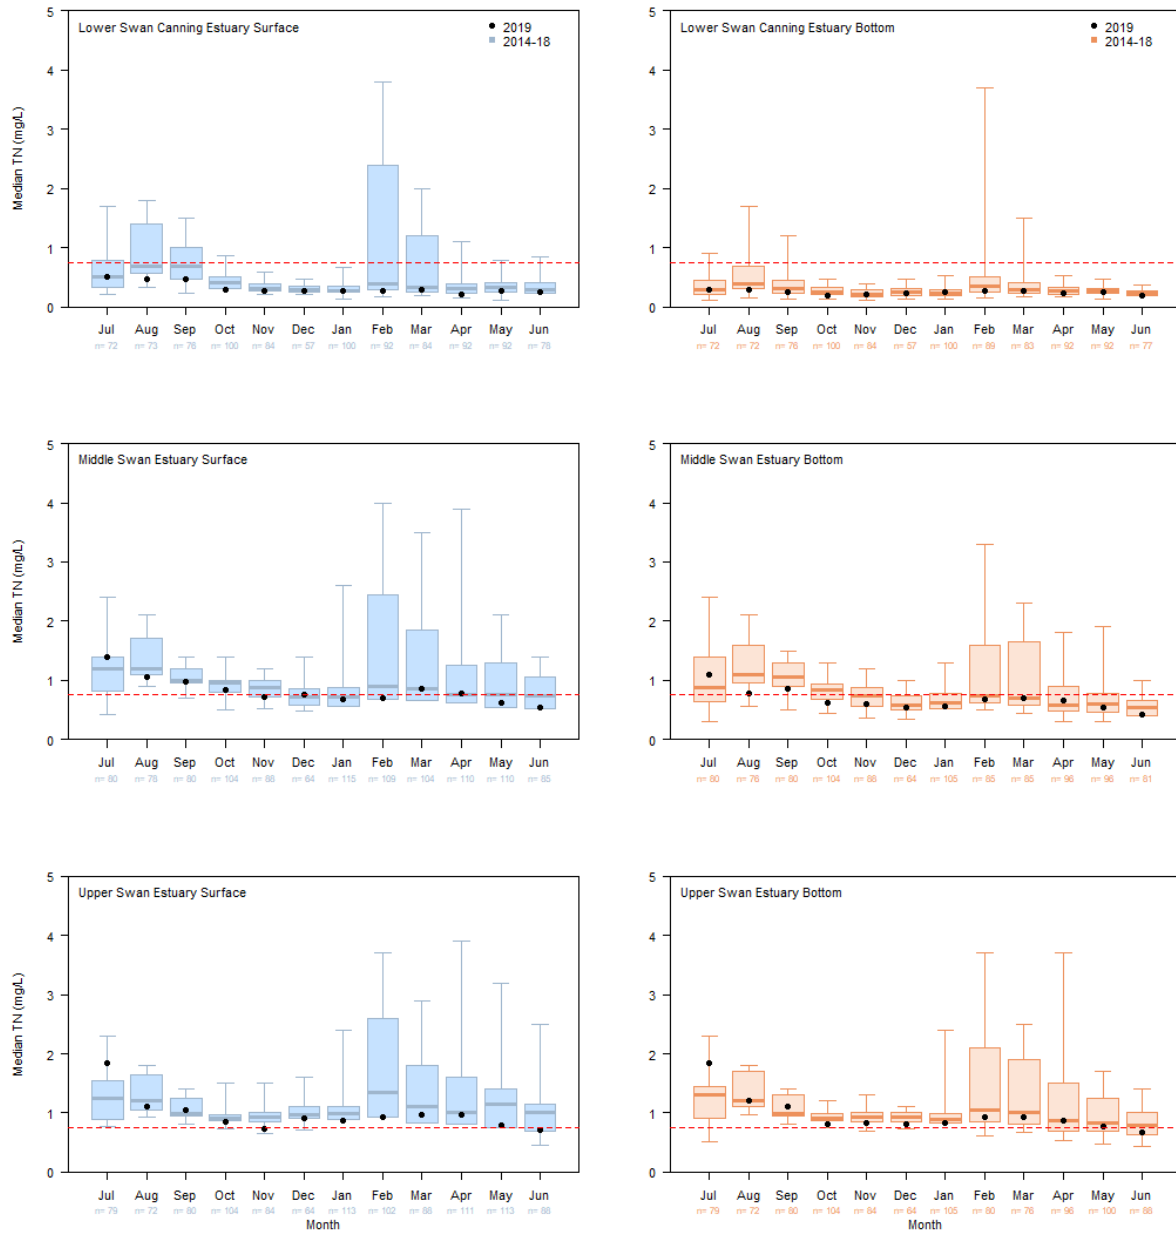 Lower Swan Canning Estuary Surface
2019
2014-18
5
4
3
2
1
0
Median TN (mg/L)
Jul Aug Sep Oct Nov Dec Jan Feb Mar Apr May Jun
n= 72 n= 73 n= 76 n= 100 n= 84 n= 57 n= 100 n= 92 n= 84 n= 92 n= 92 n= 78
Lower Swan Canning Estuary Bottom
2019
2014-18
5
4
3
2
1
0
Jul Aug Sep Oct Nov Dec Jan Feb Mar Apr May Jun
n= 72 n= 72 n= 76 n= 100 n= 84 n= 57 n= 100 n= 89 n= 83 n= 92 n= 92 n= 77
Middle Swan Estuary Surface
5
4
3
2
1
0
Median TN (mg/L)
Jul Aug Sep Oct Nov Dec Jan Feb Mar Apr May Jun
n= 80 n= 76 n= 80 n= 104 n= 88 n= 64 n= 115 n= 109 n= 104 n= 110 n= 110 n= 85
Middle Swan Estuary Bottom
5
4
3
2
1
0
Jul Aug Sep Oct Nov Dec Jan Feb Mar Apr May Jun
n= 80 n= 76 n= 80 n= 104 n= 88 n= 64 n= 105 n= 85 n= 85 n= 96 n= 96 n= 81
Upper Swan Estuary Surface
5
4
3
2
1
0
Median TN (mg/L)
Jul Aug Sep Oct Nov Dec Jan Feb Mar Apr May Jun
n= 79 n= 72 n= 80 n= 104 n= 84 n= 64 n= 113 n= 102 n= 88 n= 111 n= 113 n= 88
Month
Upper Swan Estuary Bottom
5
4
3
2
1
0
Jul Aug Sep Oct Nov Dec Jan Feb Mar Apr May Jun
n= 79 n= 72 n= 80 n= 104 n= 84 n= 64 n= 105 n= 80 n= 76 n= 96 n= 100 n= 88
Month